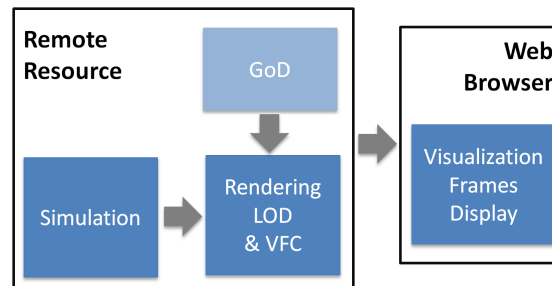 Remote
Resource
GoD
Simulation
Rendering
LOD
& VFC
Web
Browser
Visualization
Frames
Display